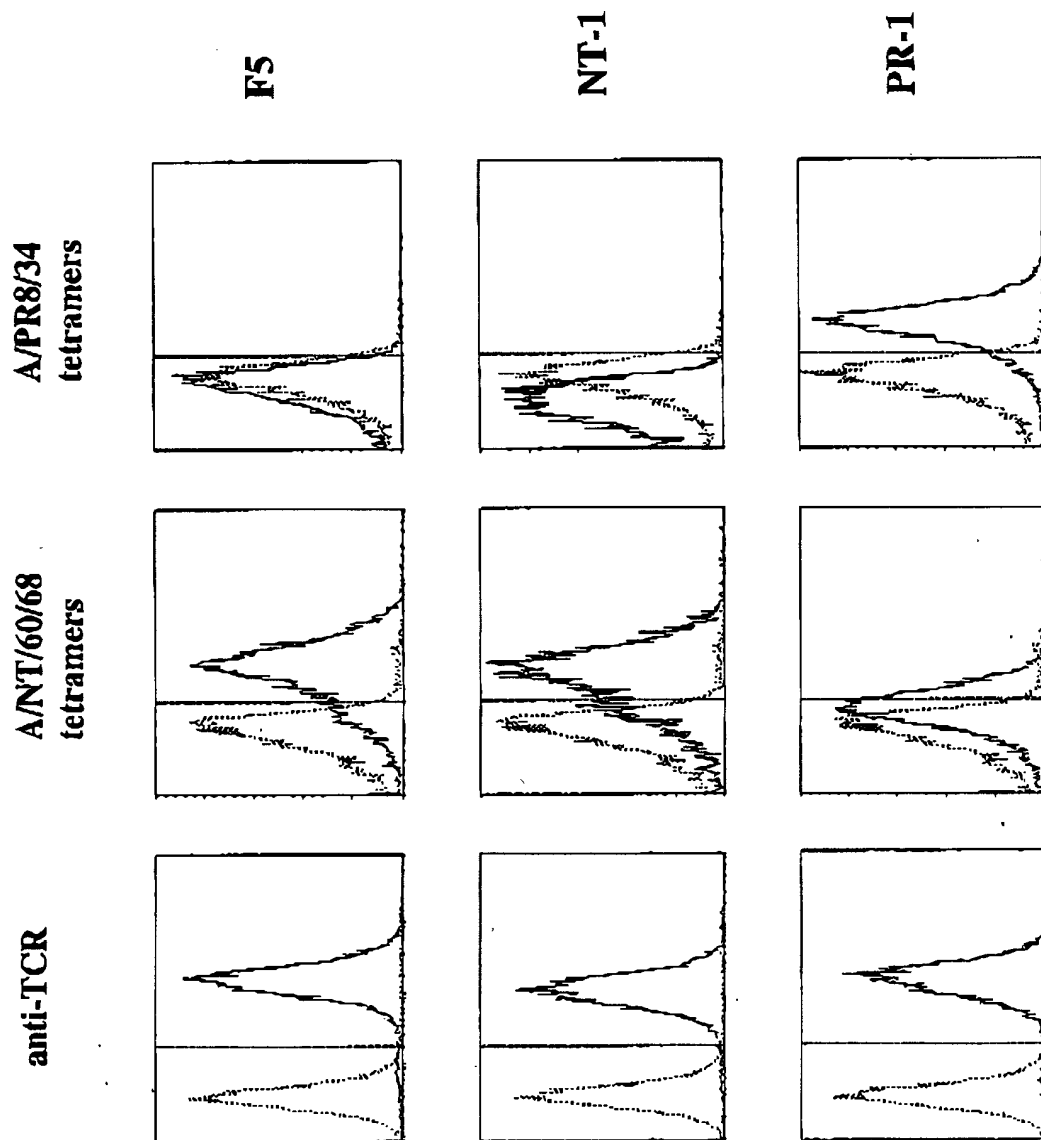 A/PR8/34
tetramers
A/NT/60/68
tetramers
anti-TCR
F5
NT-1
PR-1